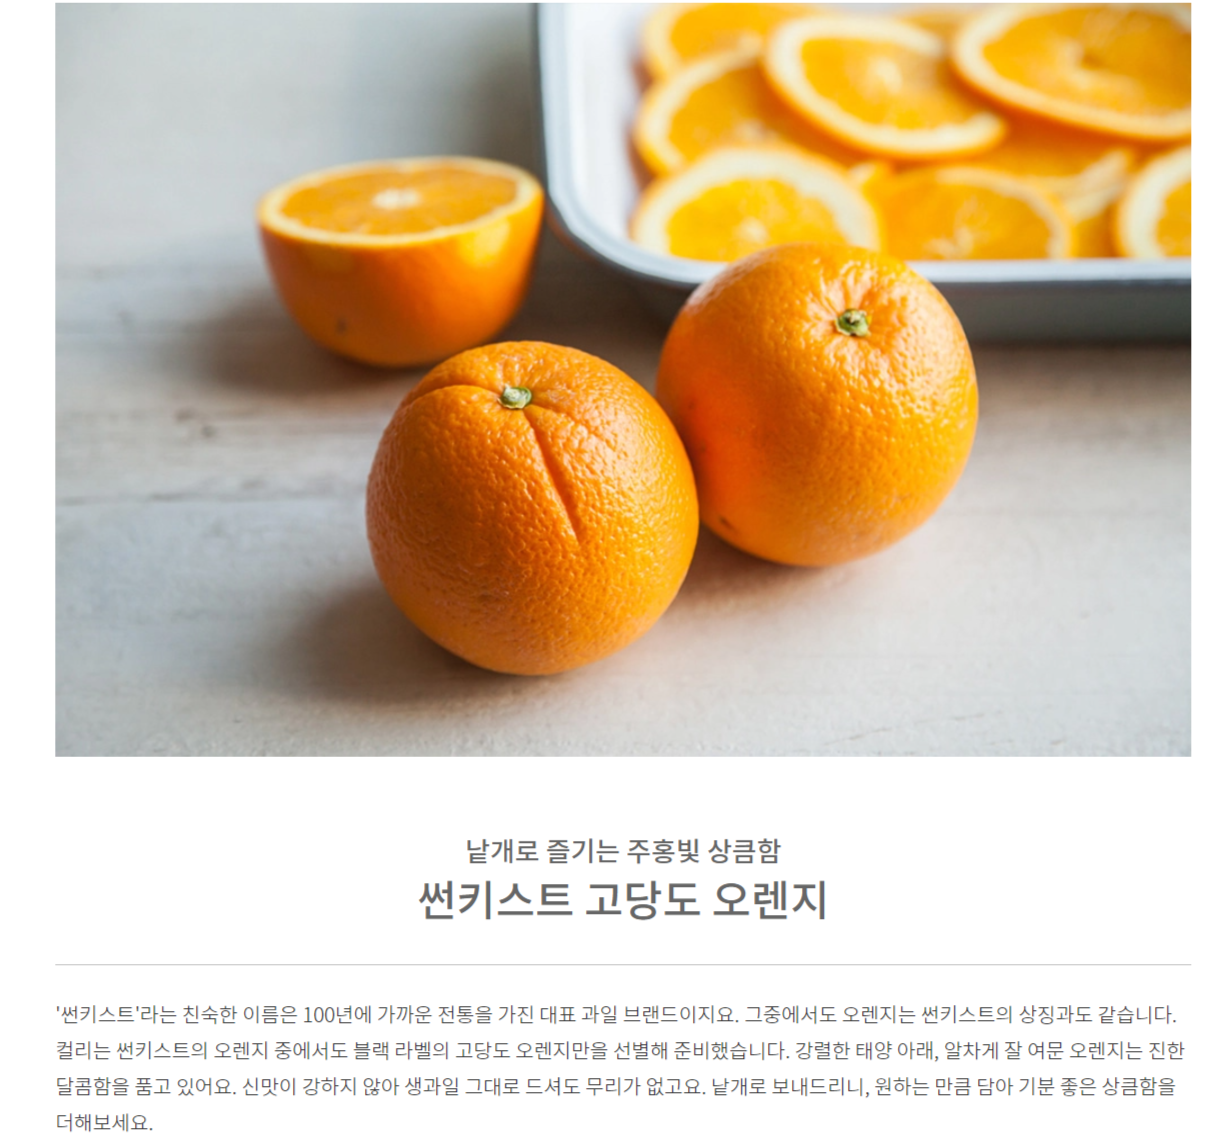 낱개로 즐기는 주홍빛 상큼함
썬키스트 고당도 오렌지
'썬키스트'라는 친숙한 이름은 100년에 가까운 전통을 가진 대표 과일 브랜드이지요. 그중에서도 오렌지는 썬키스트의 상징과도 같습니다.
컬리는 썬키스트의 오렌지 중에서도 블랙 라벨의 고당도 오렌지만을 선별해 준비했습니다. 강렬한 태양 아래, 알차게 잘 여문 오렌지는 진한
달콤함을 품고 있어요. 신맛이 강하지 않아 생과일 그대로 드셔도 무리가 없고요. 낱개로 보내드리니, 원하는 만큼 담아 기분 좋은 상큼함을
더해보세요.